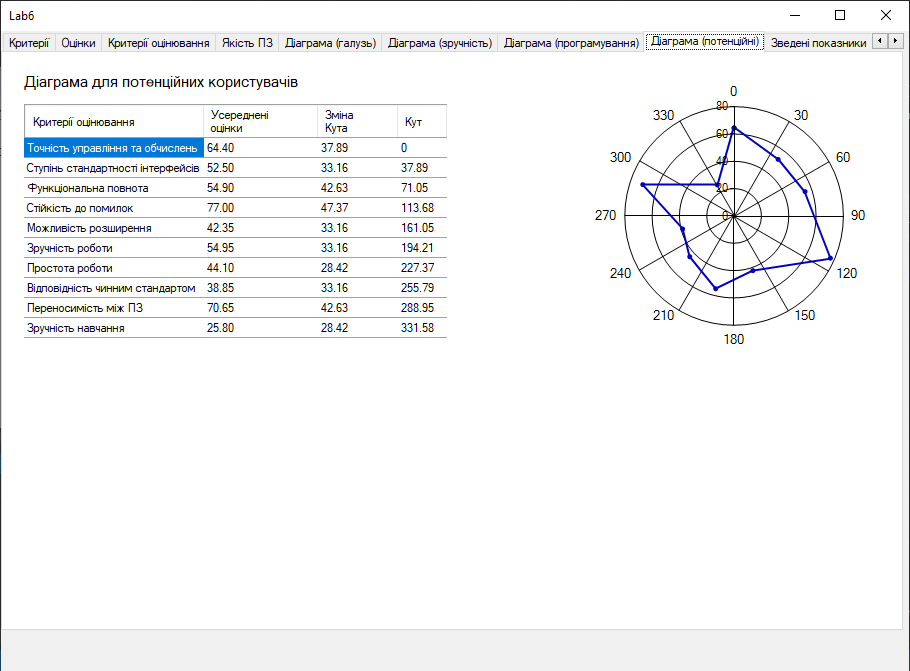 Lab6
Критерії Оцінки Критерії оцінювання Якість ПЗ Діаграма (галузь) Діаграма (зручність) Діаграма (програмування) Діаграма (потенційні) Зведені показники
Діаграма для потенційних користувачів
Критерії оцінювання Усереднені оцінки Зміна Кута Кут
Точність управління та обчислень 64.40 37.89 0
Ступінь стандартності інтерфейсів 52.50 33.16 37.89
Функціональна повнота 54.90 42.63 71.05
Стійкість до помилок 77.00 47.37 113.68
Можливість розширення 42.35 33.16 161.05
Зручність роботи 54.95 33.16 194.21
Простота роботи 44.10 28.42 227.37
Відповідність чинним стандартом 38.85 33.16 255.79
Переносимість між ПЗ 70.65 42.63 288.95
Зручність навчання 25.80 28.42 331.58
0
330 80 30
60
300 40 60
20
270 0 90
240 120
210 150
180